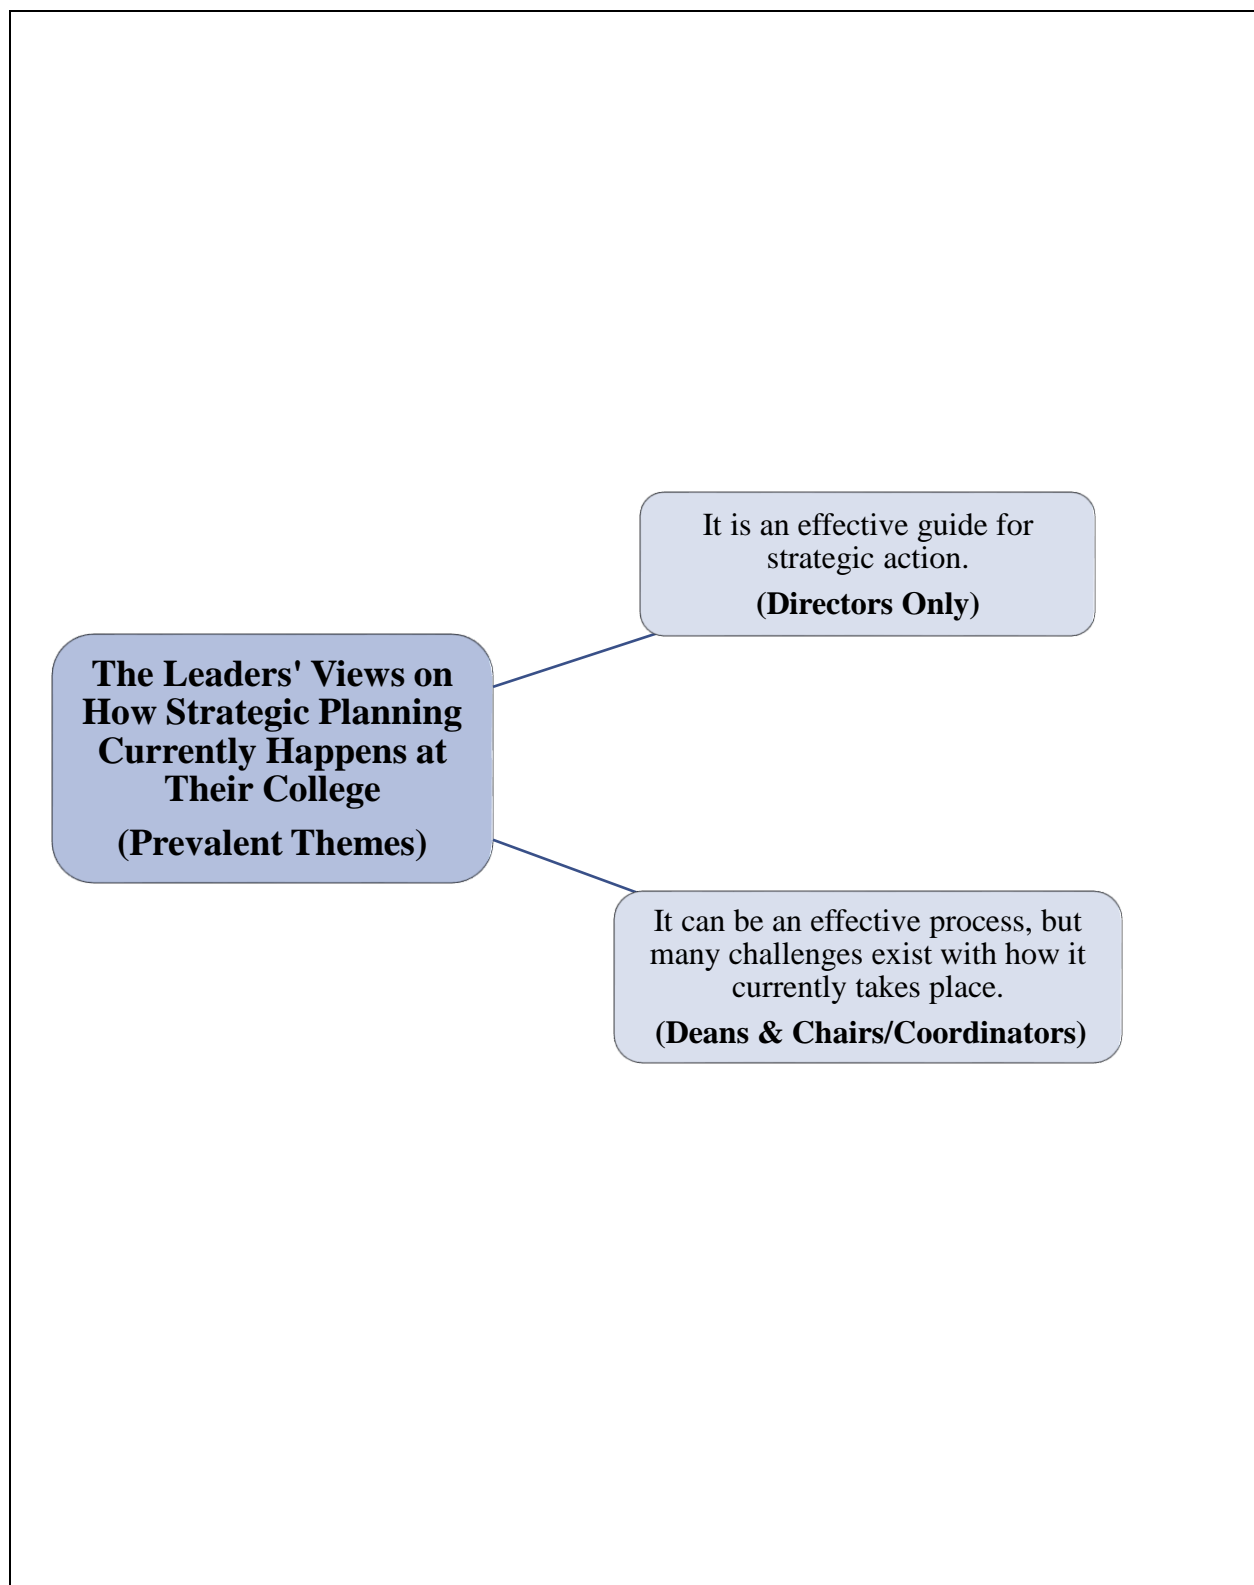 It is an effective guide for
strategic action.
(Directors Only)
The Leaders' Views on
How Strategic Planning
Currently Happens at
Their College
(Prevalent Themes)
It can be an effective process, but
many challenges exist with how it
currently takes place.
(Deans & Chairs/Coordinators)